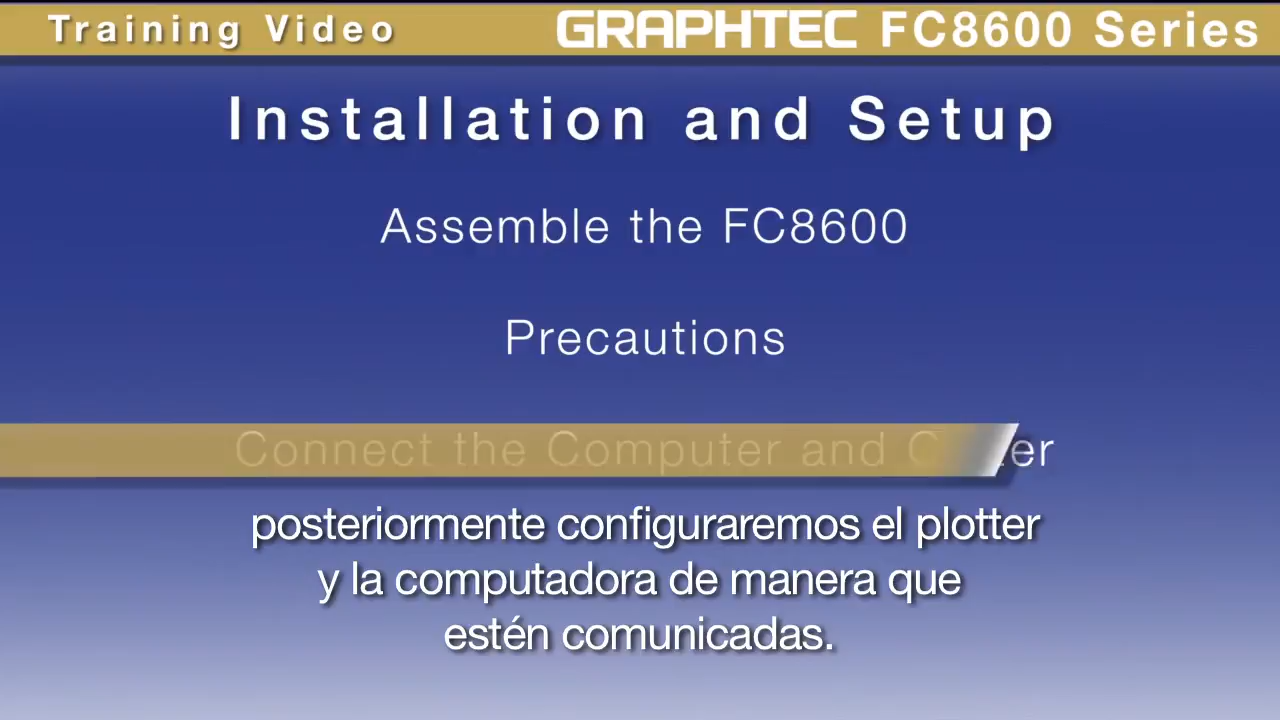 Training Video
GRAPHTEC FC8600 Series
Installation and Setup
Assemble the FC8600
Precautions
Connect the Computer and Cutter
posteriormente configuraremos el plotter
y la computadora de manera que
estén comunicadas.